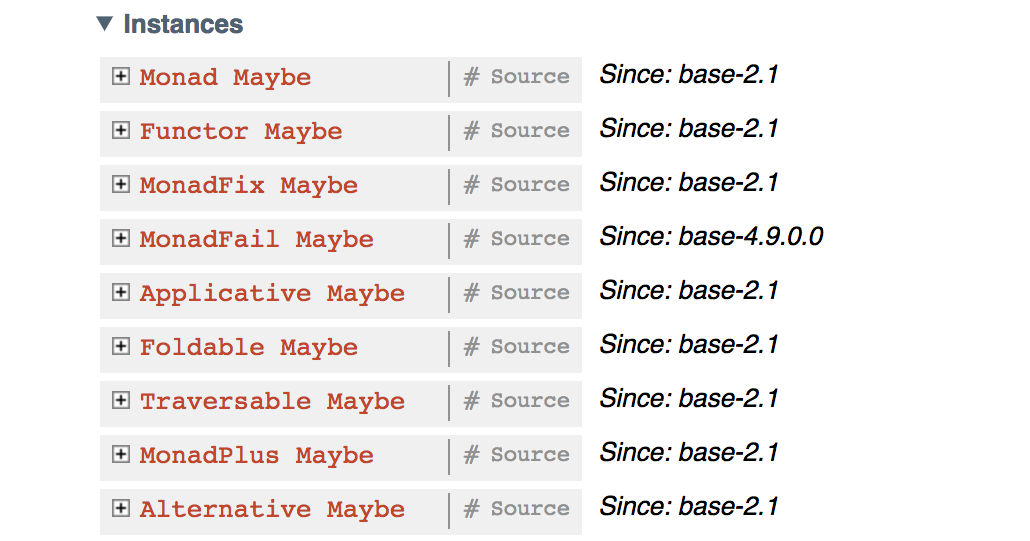 ▼ Instances
Monad Maybe | # Source Since: base-2.1
Functor Maybe | # Source Since: base-2.1
MonadFix Maybe | # Source Since: base-2.1
MonadFail Maybe | # Source Since: base-4.9.0.0
Applicative Maybe | # Source Since: base-2.1
Foldable Maybe | # Source Since: base-2.1
Traversable Maybe | # Source Since: base-2.1
MonadPlus Maybe | # Source Since: base-2.1
Alternative Maybe | # Source Since: base-2.1